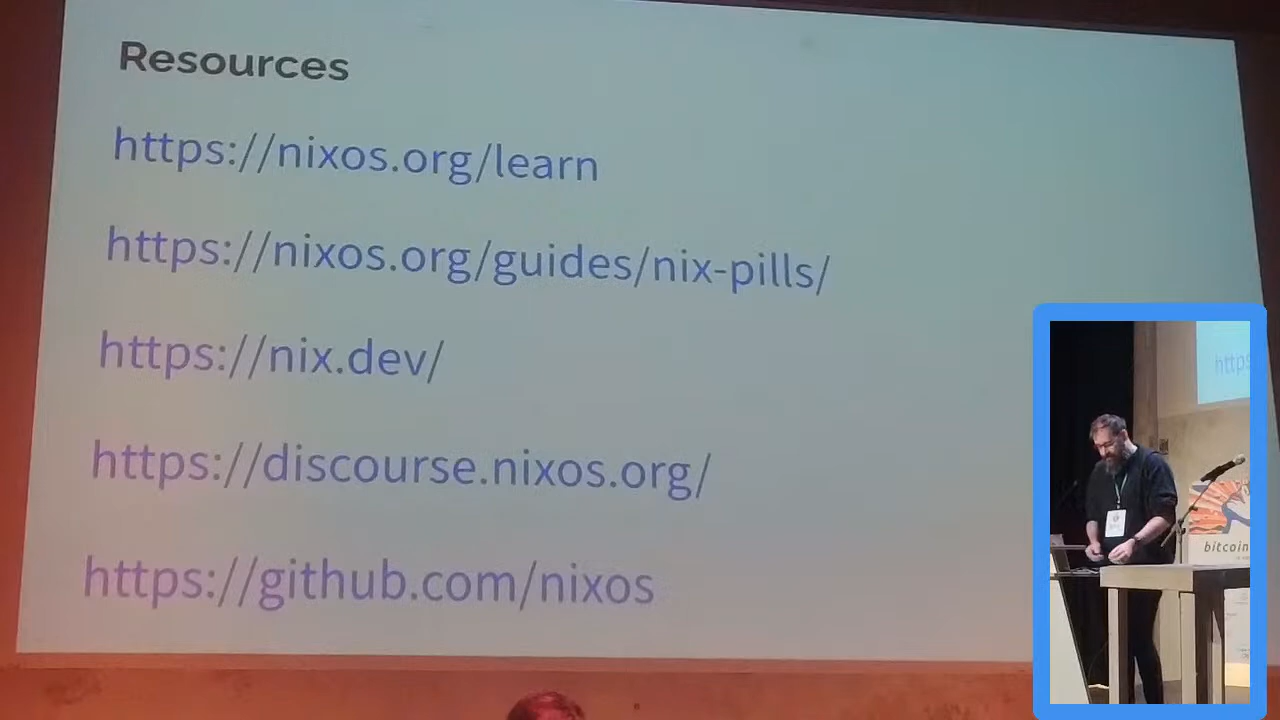 Resources
https://nixos.org/learn
https://nixos.org/guides/nix-pills/
https://nix.dev/
https://discourse.nixos.org/
https://github.com/nixos
https
bitcoin